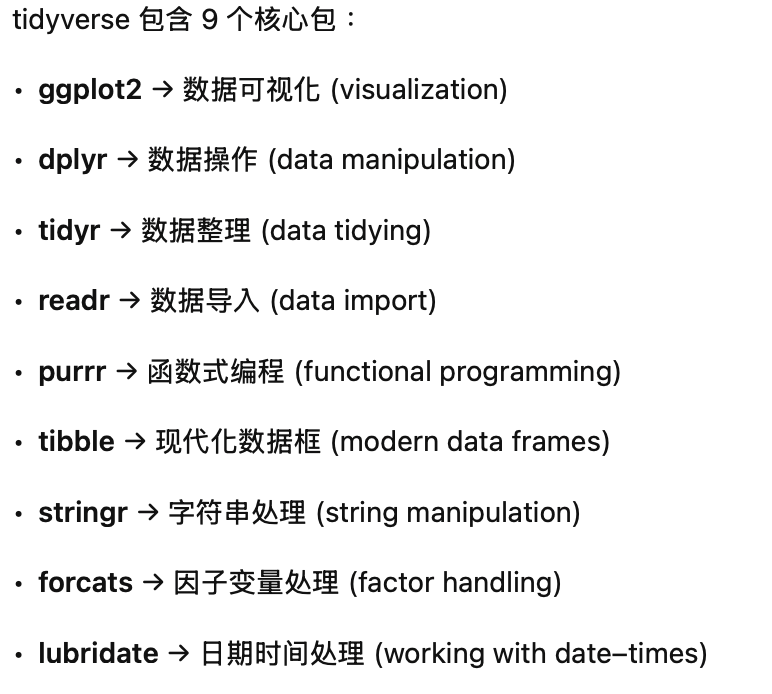 tidyverse 包含 9 个核心包：
• ggplot2 → 数据可视化 (visualization)
• dplyr → 数据操作 (data manipulation)
• tidyr → 数据整理 (data tidying)
• readr → 数据导入 (data import)
• purrr → 函数式编程 (functional programming)
• tibble → 现代化数据框 (modern data frames)
• stringr → 字符串处理 (string manipulation)
• forcats → 因子变量处理 (factor handling)
• lubridate → 日期时间处理 (working with date–times)